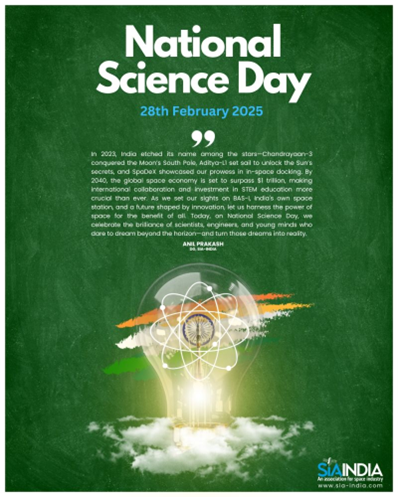 National
Science Day
28th February 2025
”
In 2023, India etched its name among the stars—Chandrayaan-3
conquered the Moon's South Pole, Aditya-L1 set sail to unlock the Sun's
secrets, and SpaDeX showcased our prowess in in-space docking. By
2040, the global space economy is set to surpass $1 trillion, making
international collaboration and investment in STEM education more
crucial than ever. As we set our sights on BAS-1, India's own space
station, and a future shaped by innovation, let us harness the power of
space for the benefit of all. Today, on National Science Day, we
celebrate the brilliance of scientists, engineers, and young minds who
dare to dream beyond the horizon—and turn those dreams into reality.
ANIL PRAKASH
DG, SIA-INDIA
SIAINDIA
An association for space industry
www.sia-india.com